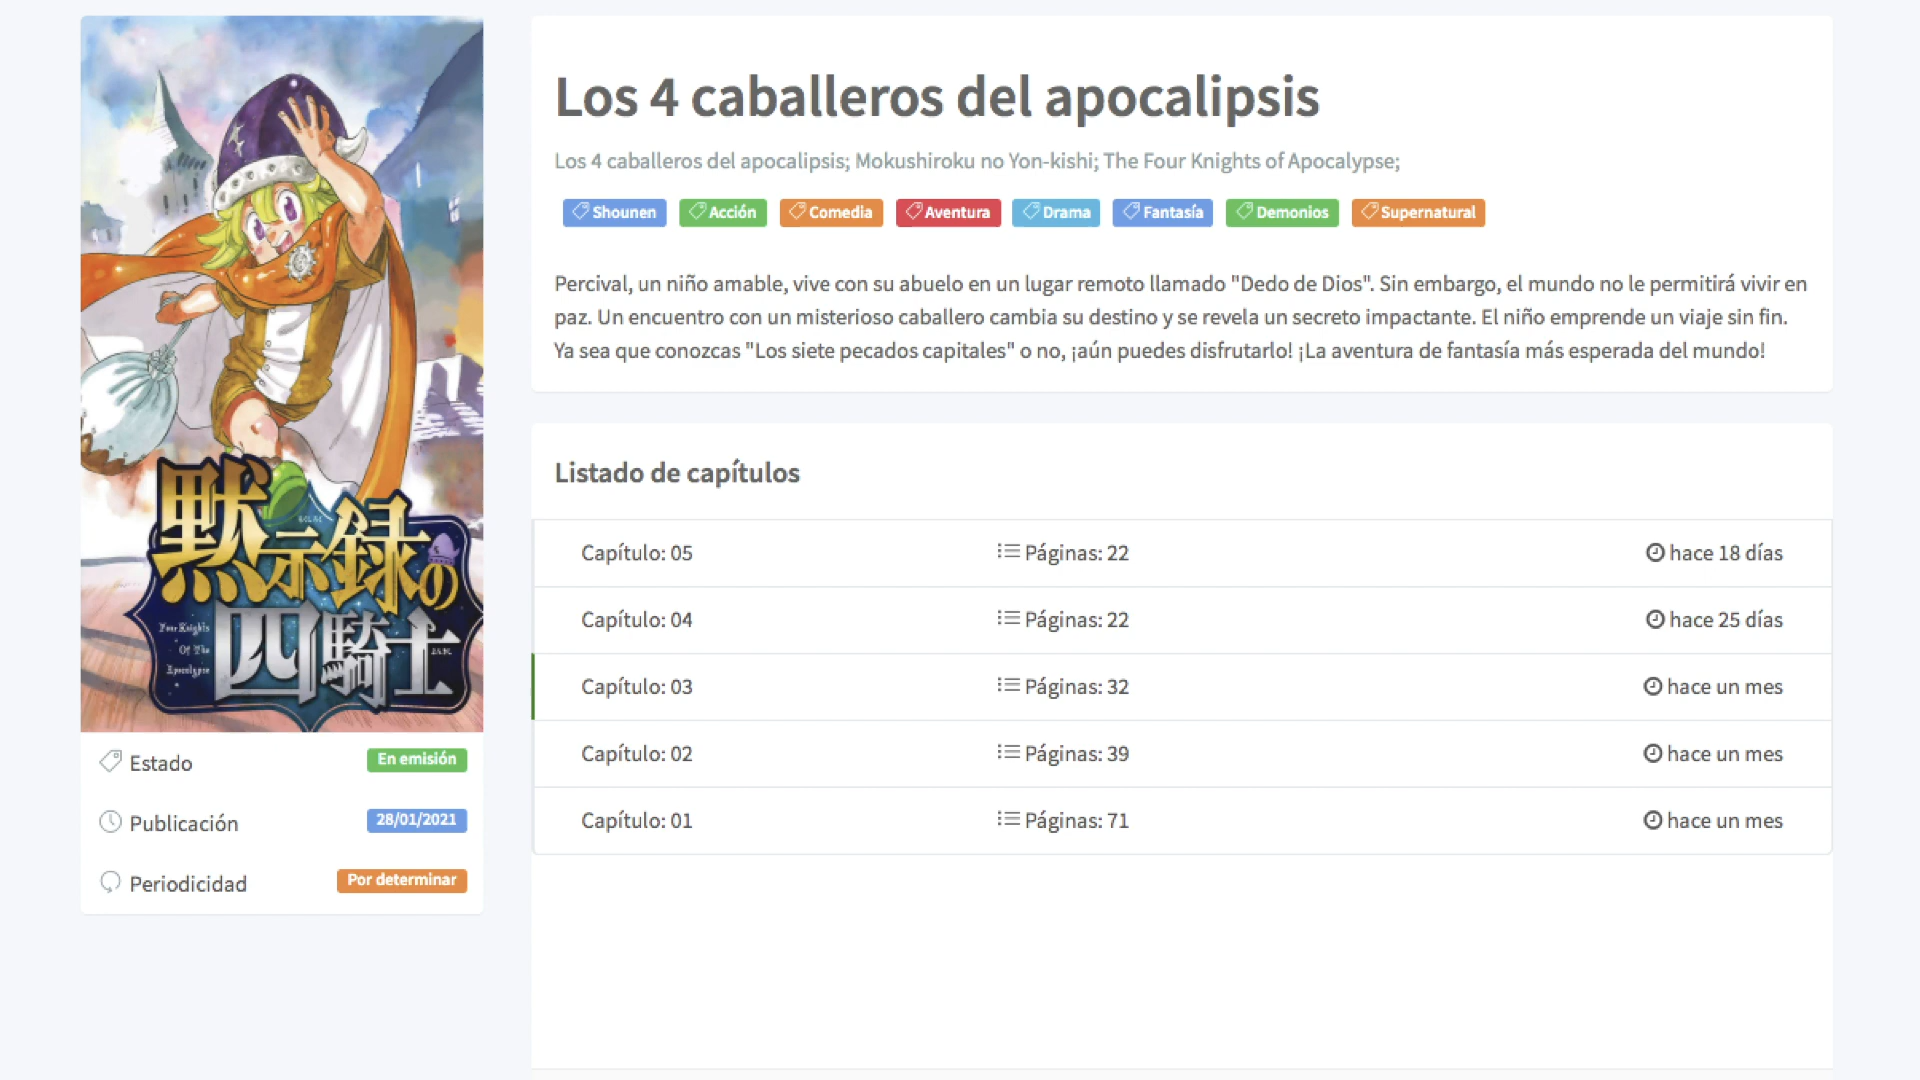 黙示録の
四騎士
Four Knights
Of The
Apocalypse
Estado
En emisión
Publicación
28/01/2021
Periodicidad
Por determinar
Los 4 caballeros del apocalipsis
Los 4 caballeros del apocalipsis; Mokushiroku no Yon-kishi; The Four Knights of Apocalypse;
Shounen Acción Comedia Aventura Drama Fantasía Demonios Supernatural
Percival, un niño amable, vive con su abuelo en un lugar remoto llamado "Dedo de Dios". Sin embargo, el mundo no le permitirá vivir en
paz. Un encuentro con un misterioso caballero cambia su destino y se revela un secreto impactante. El niño emprende un viaje sin fin.
Ya sea que conozcas "Los siete pecados capitales" o no, ¡aún puedes disfrutarlo! ¡La aventura de fantasía más esperada del mundo!
Listado de capítulos
Capítulo: 05 Páginas: 22 hace 18 días
Capítulo: 04 Páginas: 22 hace 25 días
Capítulo: 03 Páginas: 32 hace un mes
Capítulo: 02 Páginas: 39 hace un mes
Capítulo: 01 Páginas: 71 hace un mes